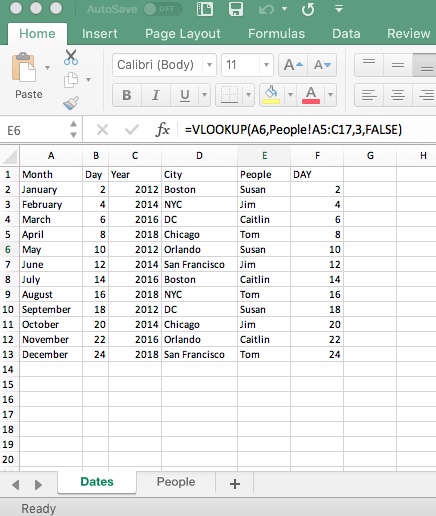 AutoSave OFF
Home Insert Page Layout Formulas Data Review
Paste Calibri (Body) 11 A A
B I U A
E6 fx =VLOOKUP(A6,People!A5:C17,3,FALSE)
A B C D E F G H
1 Month Day Year City People DAY
2 January 2 2012 Boston Susan 2
3 February 4 2014 NYC Jim 4
4 March 6 2016 DC Caitlin 6
5 April 8 2018 Chicago Tom 8
6 May 10 2012 Orlando Susan 10
7 June 12 2014 San Francisco Jim 12
8 July 14 2016 Boston Caitlin 14
9 August 16 2018 NYC Tom 16
10 September 18 2012 DC Susan 18
11 October 20 2014 Chicago Jim 20
12 November 22 2016 Orlando Caitlin 22
13 December 24 2018 San Francisco Tom 24
14
15
16
17
18
19
20
Dates People +
Ready